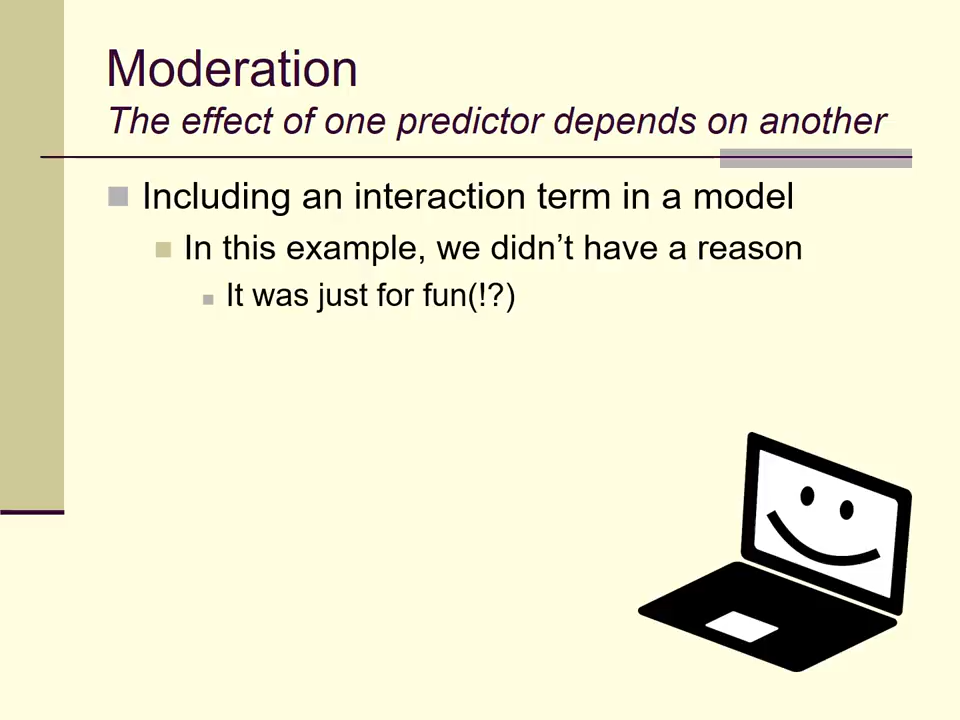 Moderation
The effect of one predictor depends on another
Including an interaction term in a model
In this example, we didn’t have a reason
It was just for fun(!?)